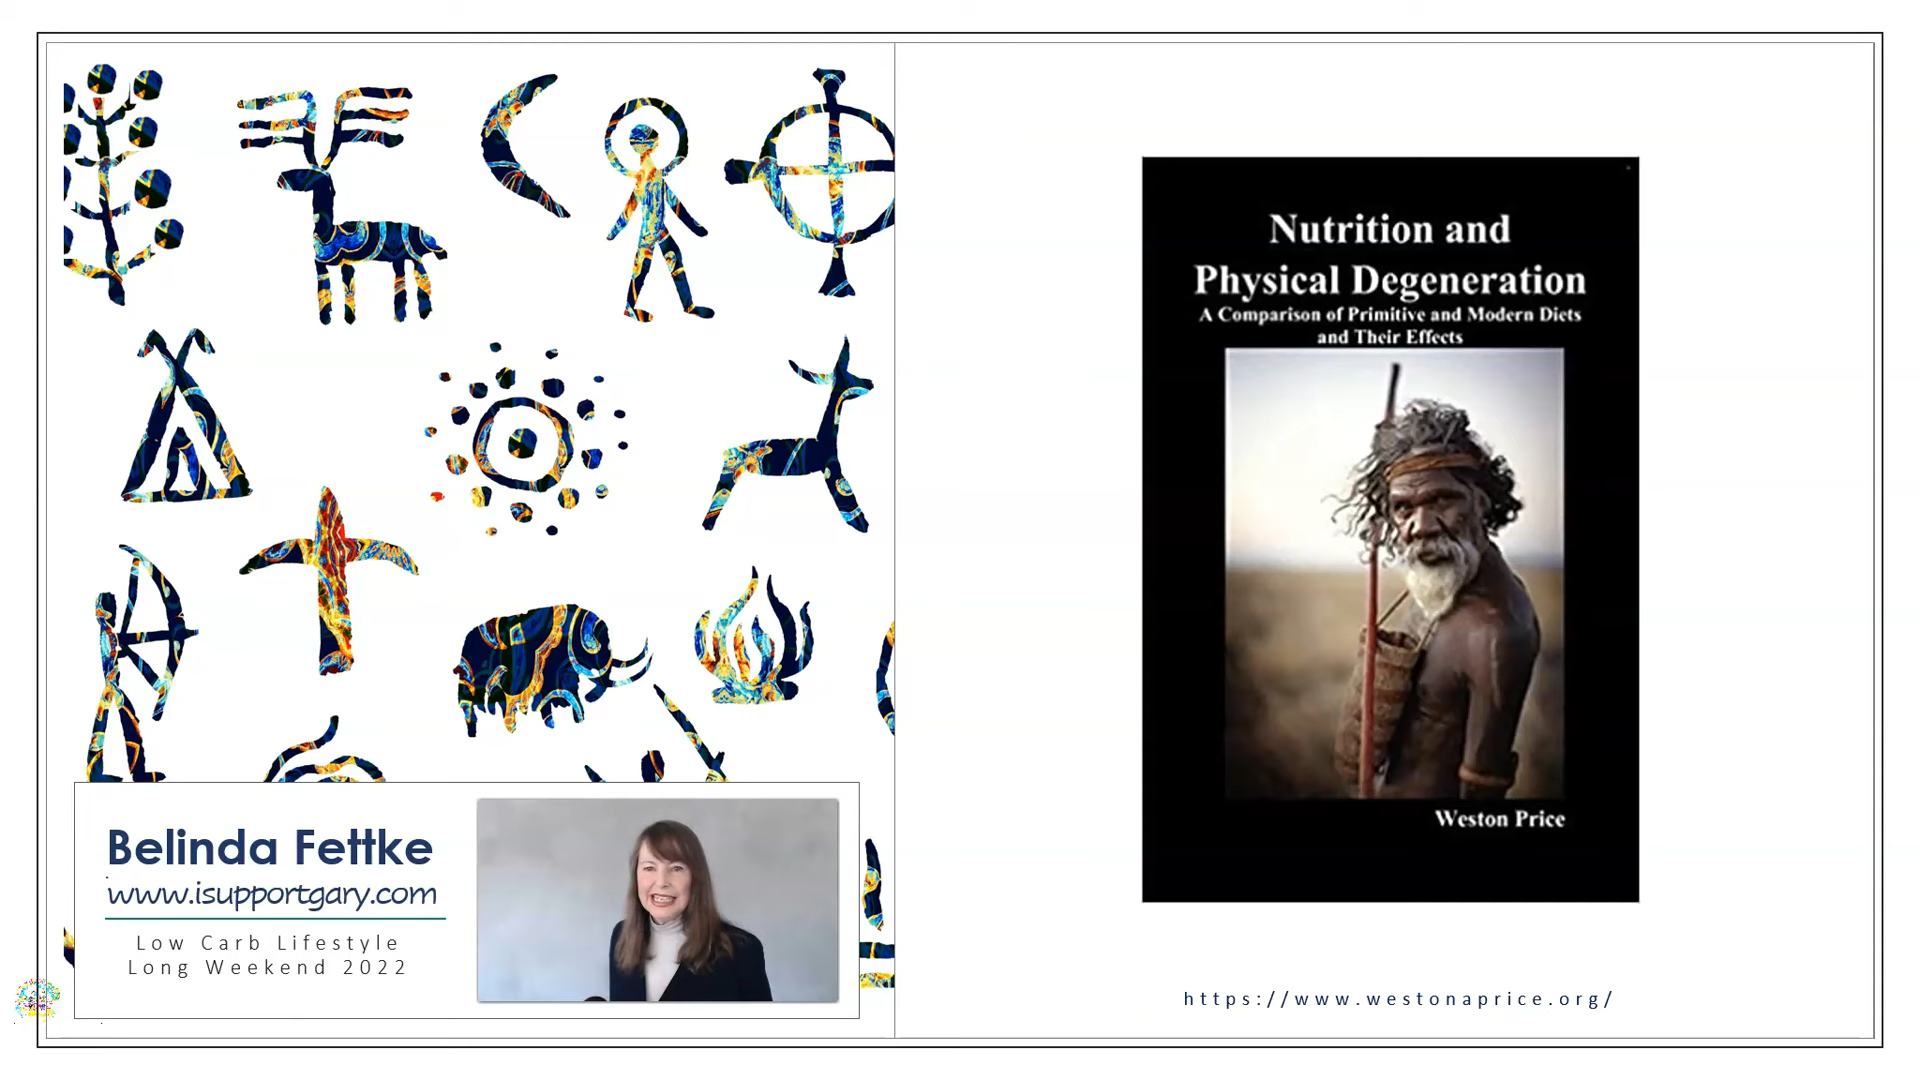 Belinda Fettke
www.isupportgary.com
Low Carb Lifestyle
Long Weekend 2022
Nutrition and
Physical Degeneration
A Comparison of Primitive and Modern Diets
and Their Effects
Weston Price
https://www.westonaprice.org/